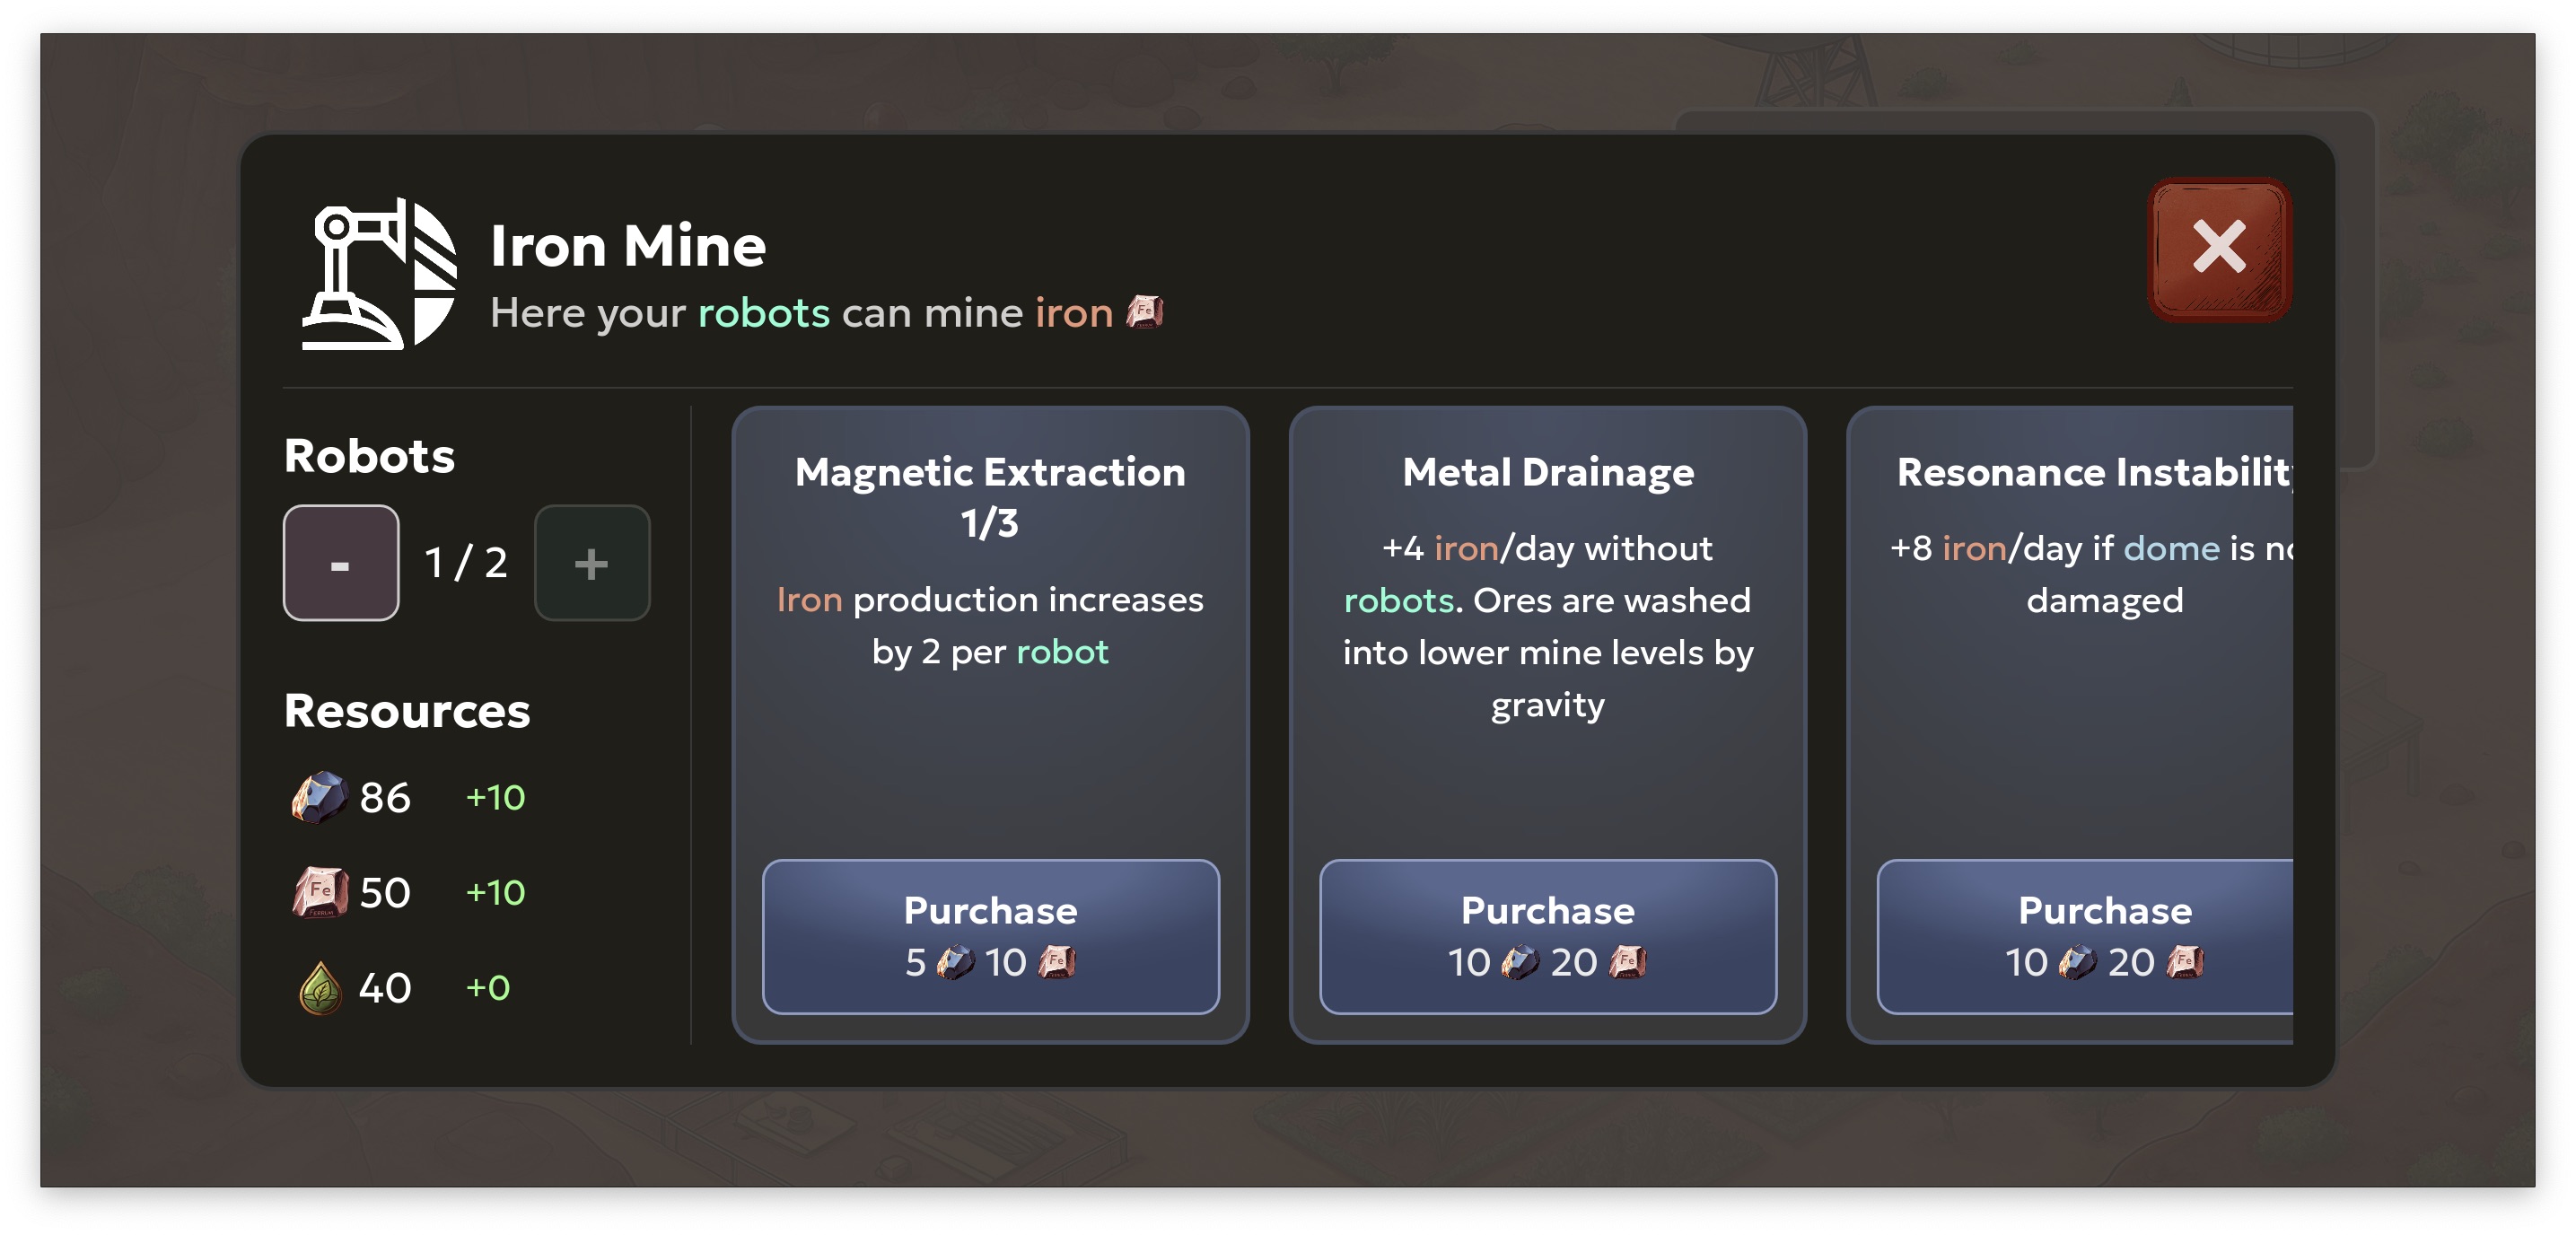 Iron Mine
Here your robots can mine iron
Robots
- 1 / 2 +
Resources
86 +10
50 +10
40 +0
Magnetic Extraction
1/3
Iron production increases
by 2 per robot
Purchase
5 10
Metal Drainage
+4 iron/day without
robots. Ores are washed
into lower mine levels by
gravity
Purchase
10 20
Resonance Instability
+8 iron/day if dome is
damaged
Purchase
10 20
Fe